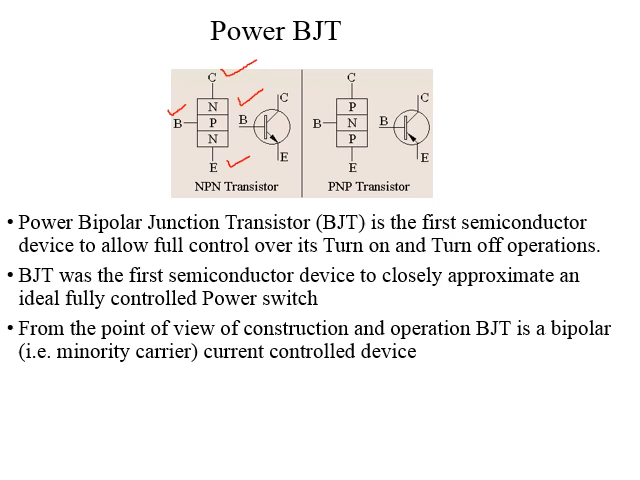 Power BJT
C
N
B P
N
E
C
B
E
NPN Transistor
C
P
B N
P
E
C
B
E
PNP Transistor
• Power Bipolar Junction Transistor (BJT) is the first semiconductor
device to allow full control over its Turn on and Turn off operations.
• BJT was the first semiconductor device to closely approximate an
ideal fully controlled Power switch
• From the point of view of construction and operation BJT is a bipolar
(i.e. minority carrier) current controlled device